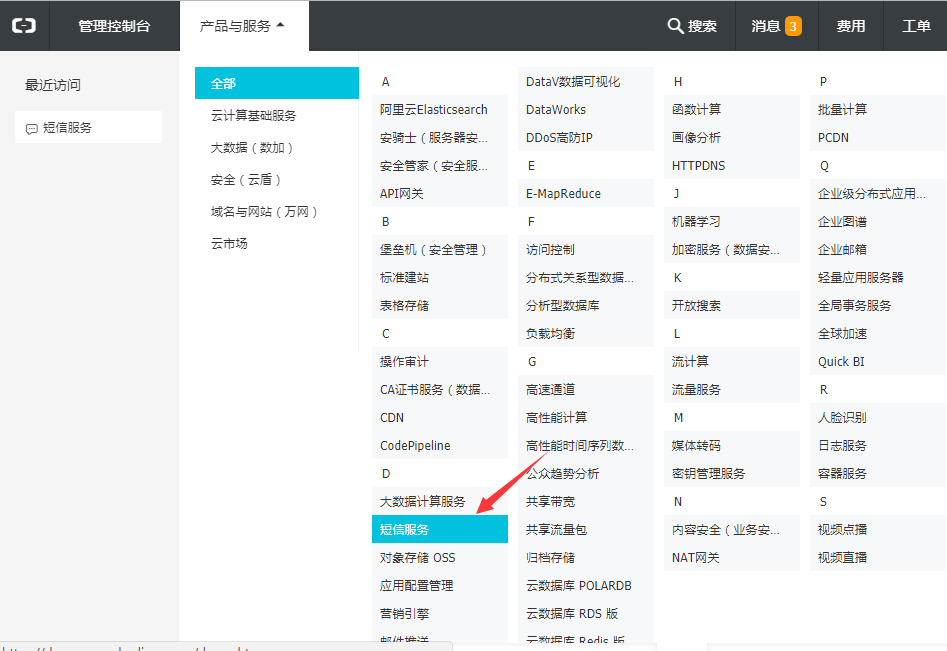 管理控制台
产品与服务
搜索
消息 3
费用
工单
最近访问
短信服务
全部
云计算基础服务
大数据（数加）
安全（云盾）
域名与网站（万网）
云市场
A
阿里云Elasticsearch
安骑士（服务器安...
安全管家（安全服...
API网关
B
堡垒机（安全管理）
标准建站
表格存储
C
操作审计
CA证书服务（数据...
CDN
CodePipeline
D
大数据计算服务
短信服务
对象存储 OSS
应用配置管理
营销引擎
邮件推送
DataV数据可视化
DataWorks
DDoS高防IP
E
E-MapReduce
F
访问控制
分布式关系型数据...
分析型数据库
负载均衡
G
高速通道
高性能计算
高性能时间序列数...
公众趋势分析
共享带宽
共享流量包
归档存储
云数据库 POLARDB
云数据库 RDS 版
云数据库 Redis 版
H
函数计算
画像分析
HTTPDNS
J
机器学习
加密服务（数据安...
K
开放搜索
L
流计算
流量服务
M
媒体转码
密钥管理服务
N
内容安全（业务安...
NAT网关
P
批量计算
PCDN
Q
企业级分布式应用...
企业图谱
企业邮箱
轻量应用服务器
全局事务服务
全球加速
Quick BI
R
人脸识别
日志服务
容器服务
S
视频点播
视频直播